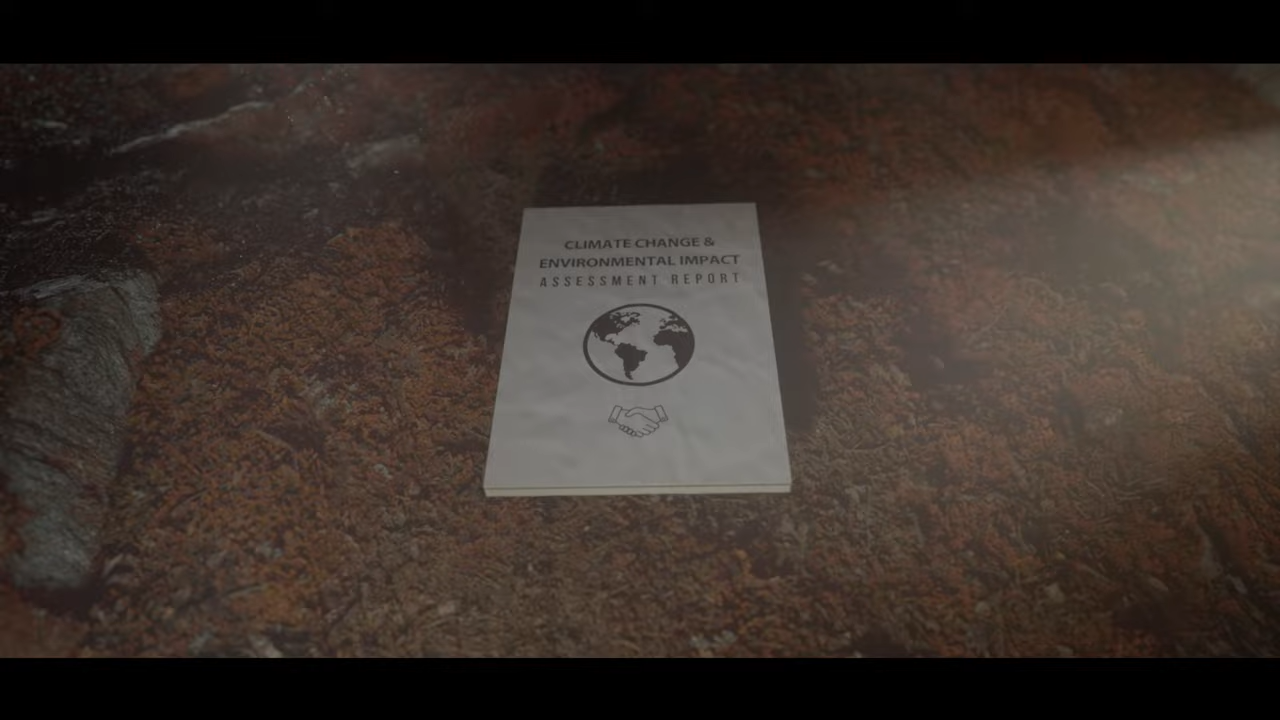 CLIMATE CHANGE &
ENVIRONMENTAL IMPACT
ASSESSMENT REPORT